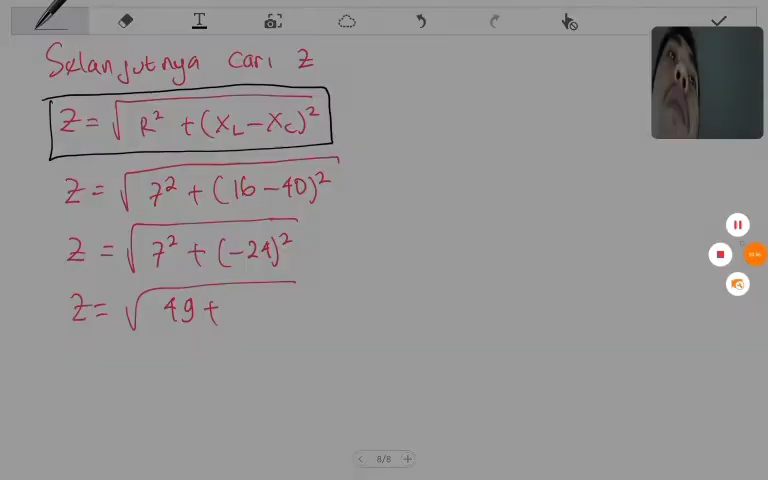 Selanjutnya cari Z
Z = √R² + (X_L − X_C)²
Z = √7² + (16 − 40)²
Z = √7² + (−24)²
Z = √49 +
8/8